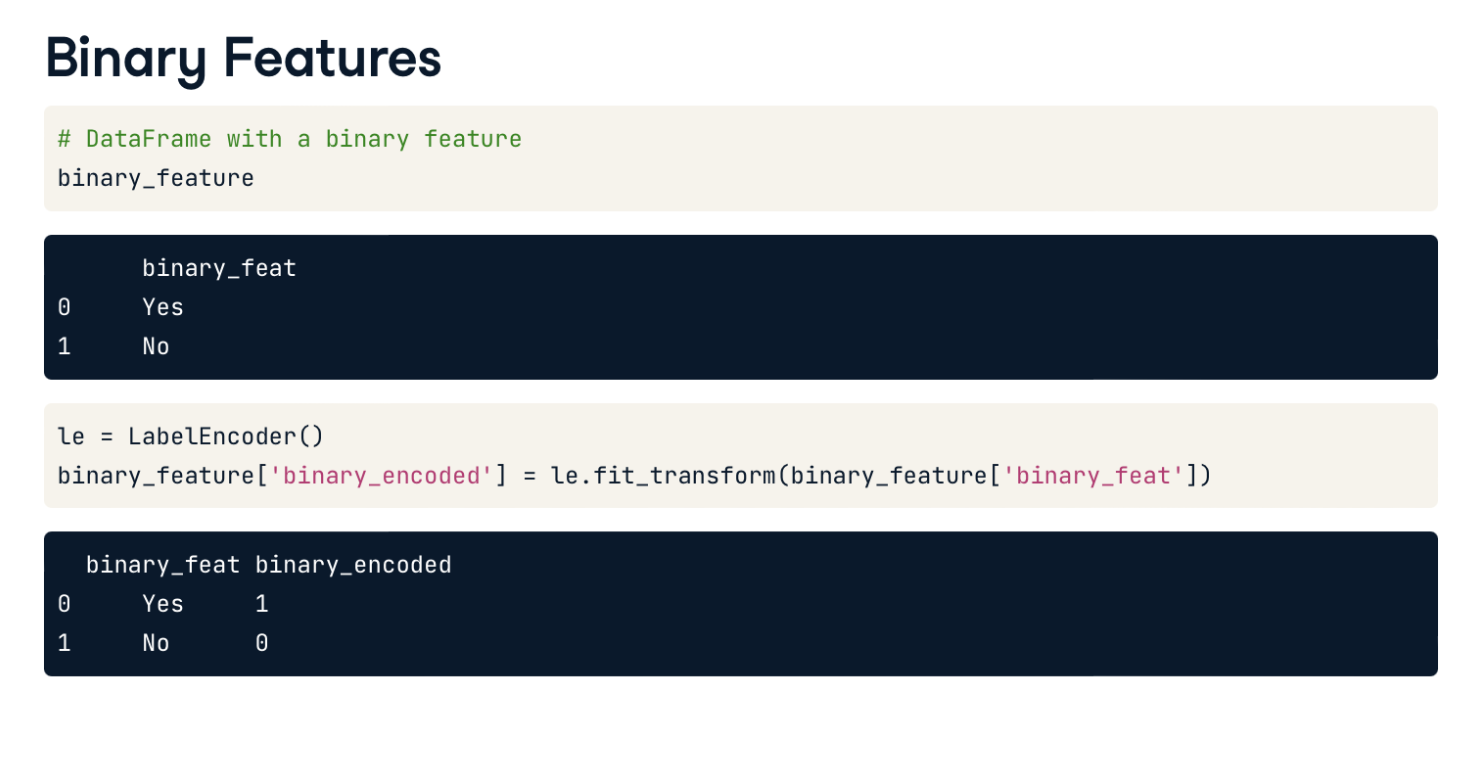 Binary Features
# DataFrame with a binary feature
binary_feature
binary_feat
0 Yes
1 No
le = LabelEncoder()
binary_feature['binary_encoded'] = le.fit_transform(binary_feature['binary_feat'])
binary_feat binary_encoded
0 Yes 1
1 No 0